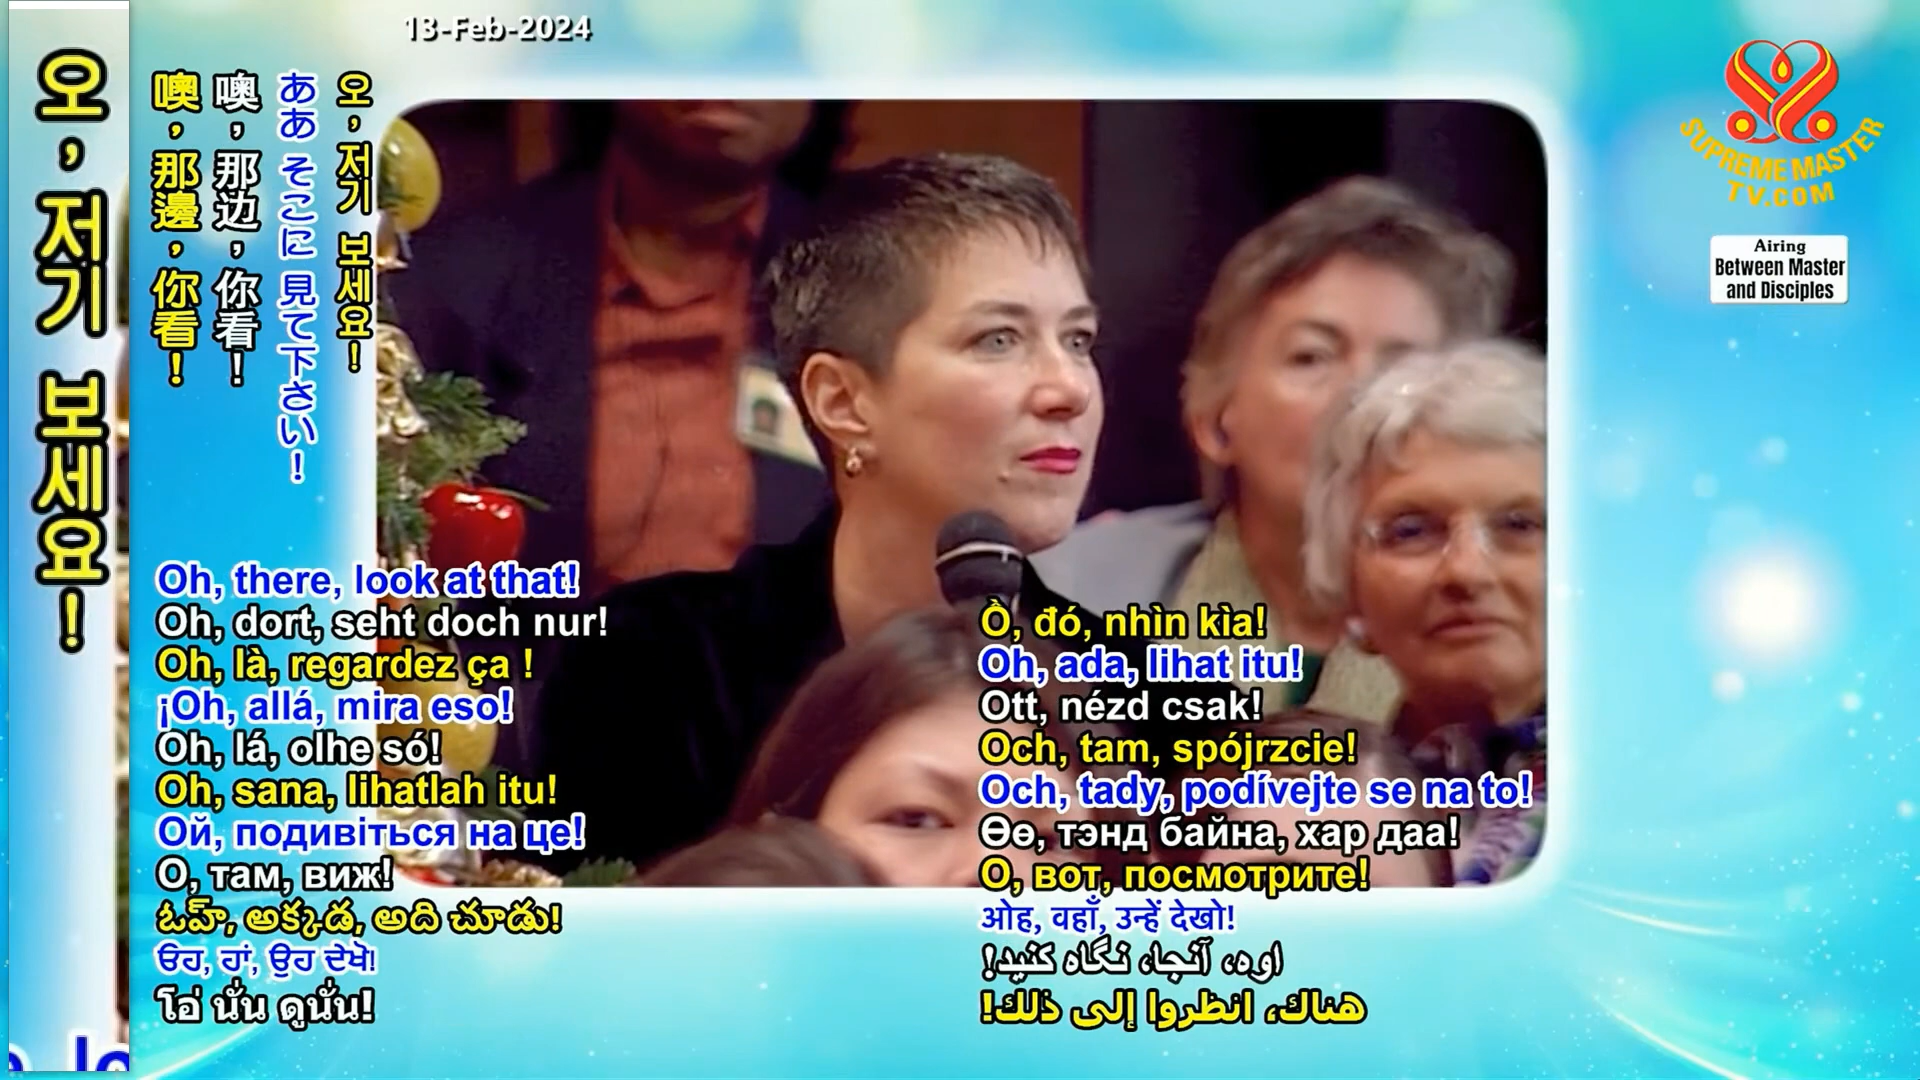 13-Feb-2024
오, 저기 보세요!
噢，那邊，你看！
噢，那边，你看！
ああ そこに 見て下さい！
오, 저기 보세요!
SUPREME MASTER
TV.COM
Airing
Between Master
and Disciples
Oh, there, look at that!
Oh, dort, seht doch nur!
Oh, là, regardez ça !
¡Oh, allá, mira eso!
Oh, lá, olhe só!
Oh, sana, lihatlah itu!
Ой, подивіться на це!
О, там, виж!
ఓహ్, అక్కడ, అది చూడు!
ਓਹ, ਹਾਂ, ਉਹ ਦੇਖੋ!
โอ่ นั่น ดูนั่น!
Ồ, đó, nhìn kìa!
Oh, ada, lihat itu!
Ott, nézd csak!
Och, tam, spójrzcie!
Och, tady, podívejte se na to!
Өө, тэнд байна, хар даа!
О, вот, посмотрите!
ओह, वहाँ, उन्हें देखो!
اوه، آنجا، نگاه کنید!
هناك، انظروا إلى ذلك!